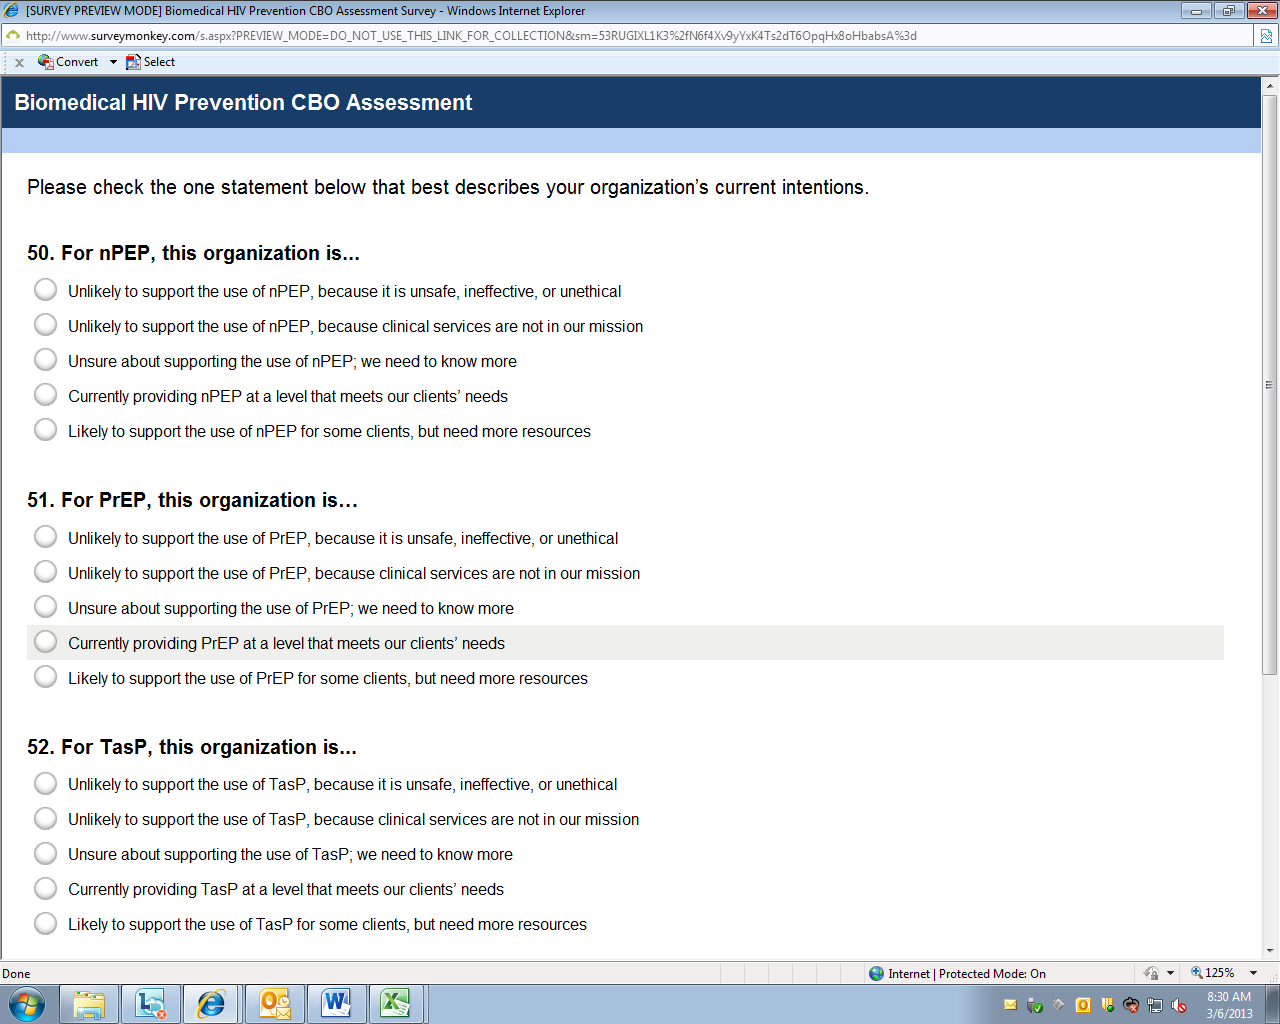 [SURVEY PREVIEW MODE] Biomedical HIV Prevention CBO Assessment Survey - Windows Internet Explorer
http://www.surveymonkey.com/s.aspx?PREVIEW_MODE=DO_NOT_USE_THIS_LINK_FOR_COLLECTION&sm=53RUGIXL1K3%2fN6f4Xv9yYxK4Ts2dT6OpqHx8oHbabsA%3d
x Convert Select
Biomedical HIV Prevention CBO Assessment
Please check the one statement below that best describes your organization’s current intentions.
50. For nPEP, this organization is...
Unlikely to support the use of nPEP, because it is unsafe, ineffective, or unethical
Unlikely to support the use of nPEP, because clinical services are not in our mission
Unsure about supporting the use of nPEP; we need to know more
Currently providing nPEP at a level that meets our clients’ needs
Likely to support the use of nPEP for some clients, but need more resources
51. For PrEP, this organization is…
Unlikely to support the use of PrEP, because it is unsafe, ineffective, or unethical
Unlikely to support the use of PrEP, because clinical services are not in our mission
Unsure about supporting the use of PrEP; we need to know more
Currently providing PrEP at a level that meets our clients’ needs
Likely to support the use of PrEP for some clients, but need more resources
52. For TasP, this organization is...
Unlikely to support the use of TasP, because it is unsafe, ineffective, or unethical
Unlikely to support the use of TasP, because clinical services are not in our mission
Unsure about supporting the use of TasP; we need to know more
Currently providing TasP at a level that meets our clients’ needs
Likely to support the use of TasP for some clients, but need more resources
Done Internet | Protected Mode: On 125%
8:30 AM
3/6/2013